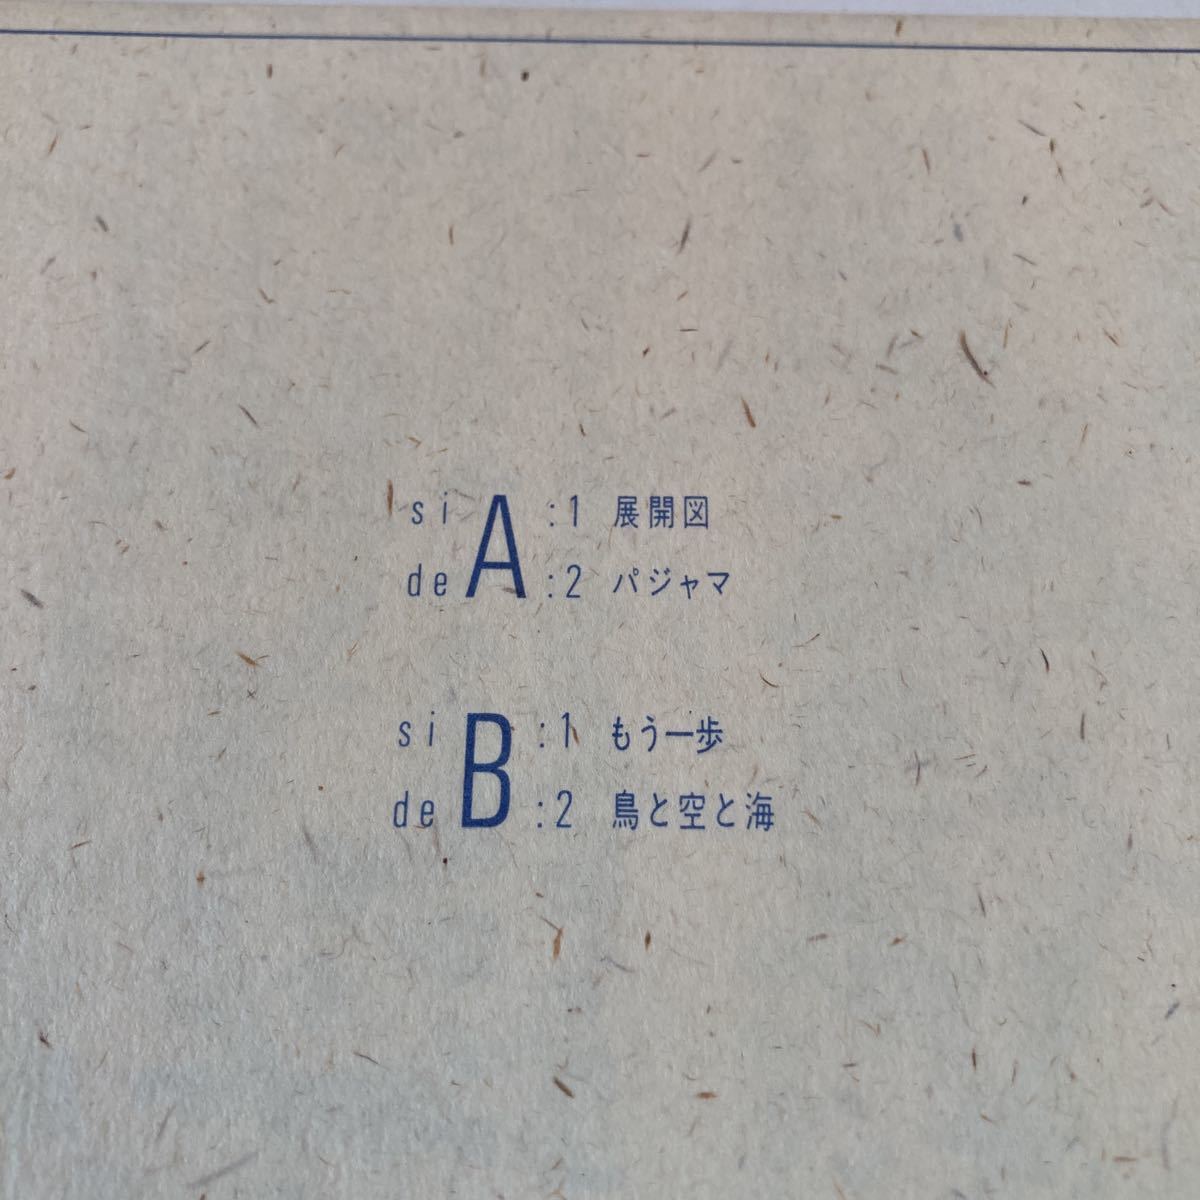 si A :1 展開図
de :2 パジャマ
si B :1 もう一歩
de :2 鳥と空と海